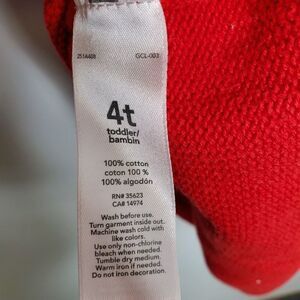 2514408 GCL-003
4t
toddler/
bambin
100% cotton
coton 100 %
100% algodón
RN# 35623
CA# 14974
Wash before use.
Turn garment inside out.
Machine wash cold with
like colors.
Use only non-chlorine
bleach when needed.
Tumble dry medium.
Warm iron if needed.
Do not iron decoration.